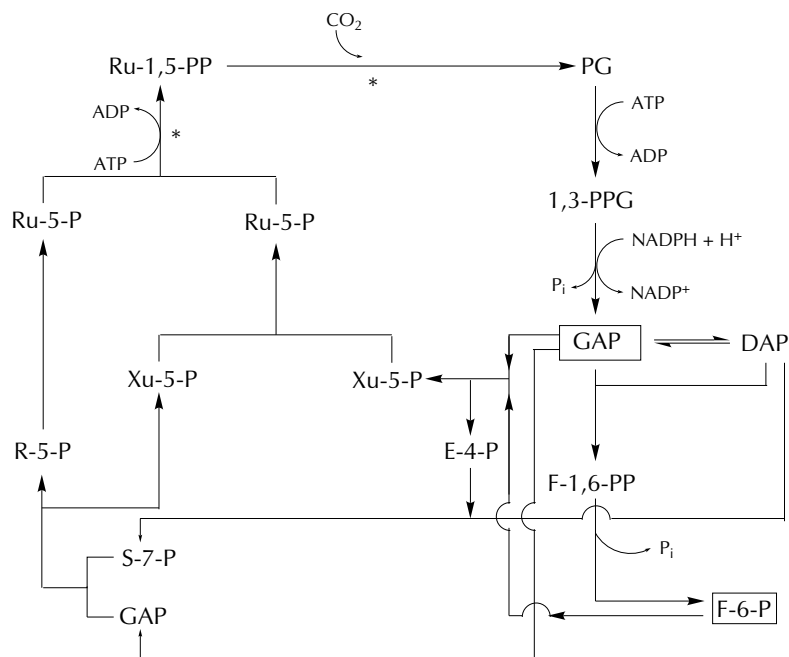 CO₂
Ru-1,5-PP
*
PG
ADP
*
ATP
ATP
ADP
1,3-PPG
Ru-5-P
Ru-5-P
NADPH + H⁺
Pᵢ
NADP⁺
GAP
DAP
Xu-5-P
Xu-5-P
R-5-P
E-4-P
F-1,6-PP
S-7-P
Pᵢ
GAP
F-6-P